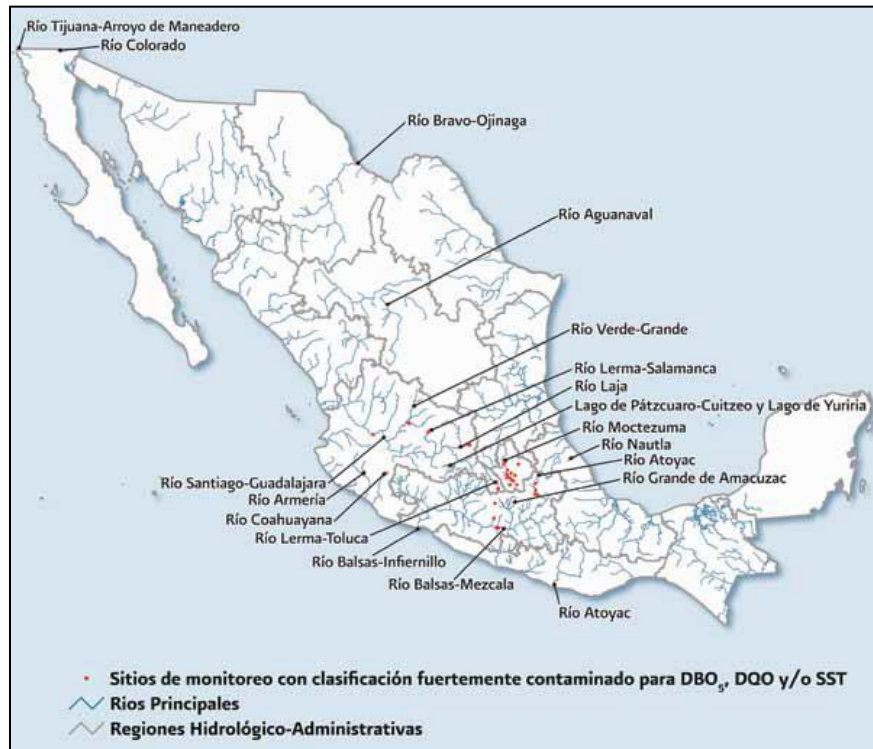 Río Tijuana-Arroyo de Maneadero
Río Colorado
Río Bravo-Ojinaga
Río Aguanaval
Río Verde-Grande
Río Lerma-Salamanca
Río Laja
Lago de Pátzcuaro-Cuitzeo y Lago de Yuriria
Río Moctezuma
Río Nautla
Río Atoyac
Río Grande de Amacuzac
Río Santiago-Guadalajara
Río Armería
Río Coahuayana
Río Lerma-Toluca
Río Balsas-Infiernillo
Río Balsas-Mezcala
Río Atoyac
Sitios de monitoreo con clasificación fuertemente contaminado para DBO₅, DQO y/o SST
Rios Principales
Regiones Hidrológico-Administrativas